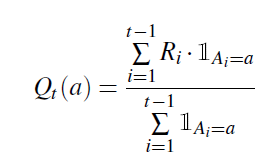 Q_t(a) = \frac{\sum_{i=1}^{t-1} R_i \cdot \mathbb{1}_{A_i=a}}{\sum_{i=1}^{t-1} \mathbb{1}_{A_i=a}}